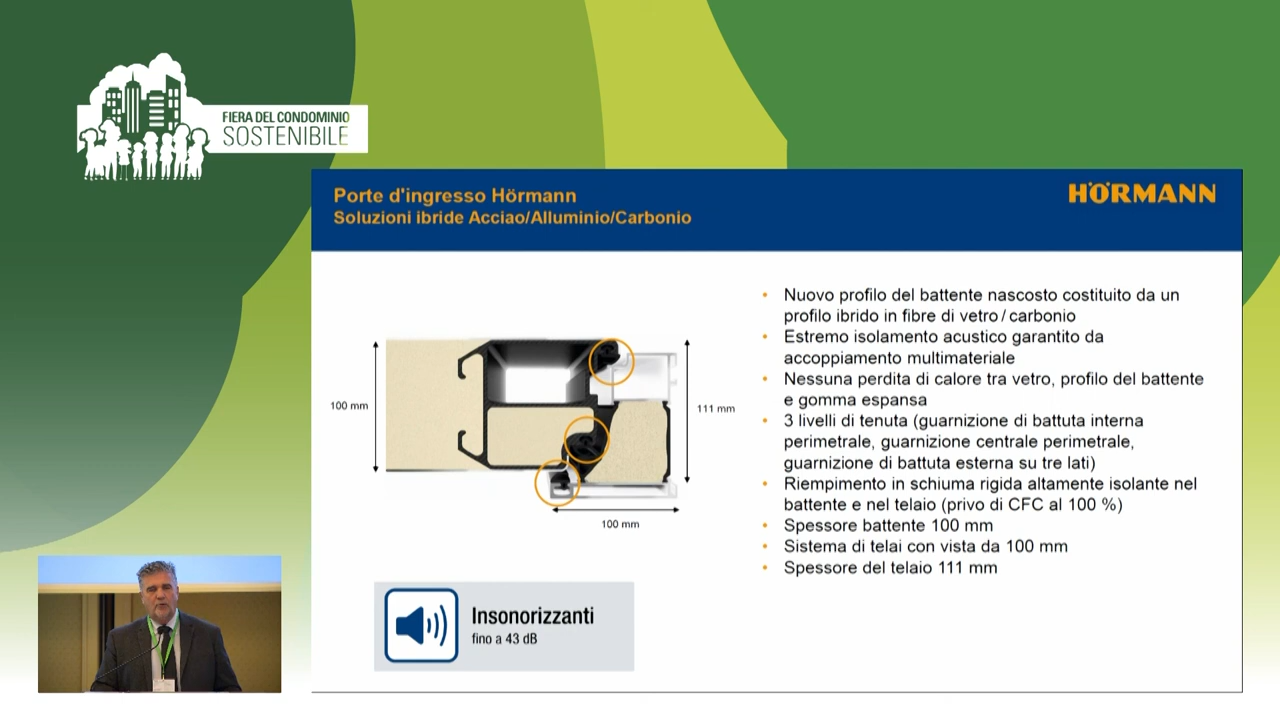 FIERA DEL CONDOMINIO
SOSTENIBILE
Porte d'ingresso Hörmann
Soluzioni ibride Acciao/Alluminio/Carbonio
HÖRMANN
Nuovo profilo del battente nascosto costituito da un
profilo ibrido in fibre di vetro / carbonio
Estremo isolamento acustico garantito da
accoppiamento multimateriale
Nessuna perdita di calore tra vetro, profilo del battente
e gomma espansa
3 livelli di tenuta (guarnizione di battuta interna
perimetrale, guarnizione centrale perimetrale,
guarnizione di battuta esterna su tre lati)
Riempimento in schiuma rigida altamente isolante nel
battente e nel telaio (privo di CFC al 100 %)
Spessore battente 100 mm
Sistema di telai con vista da 100 mm
Spessore del telaio 111 mm
100 mm
111 mm
100 mm
Insonorizzanti
fino a 43 dB